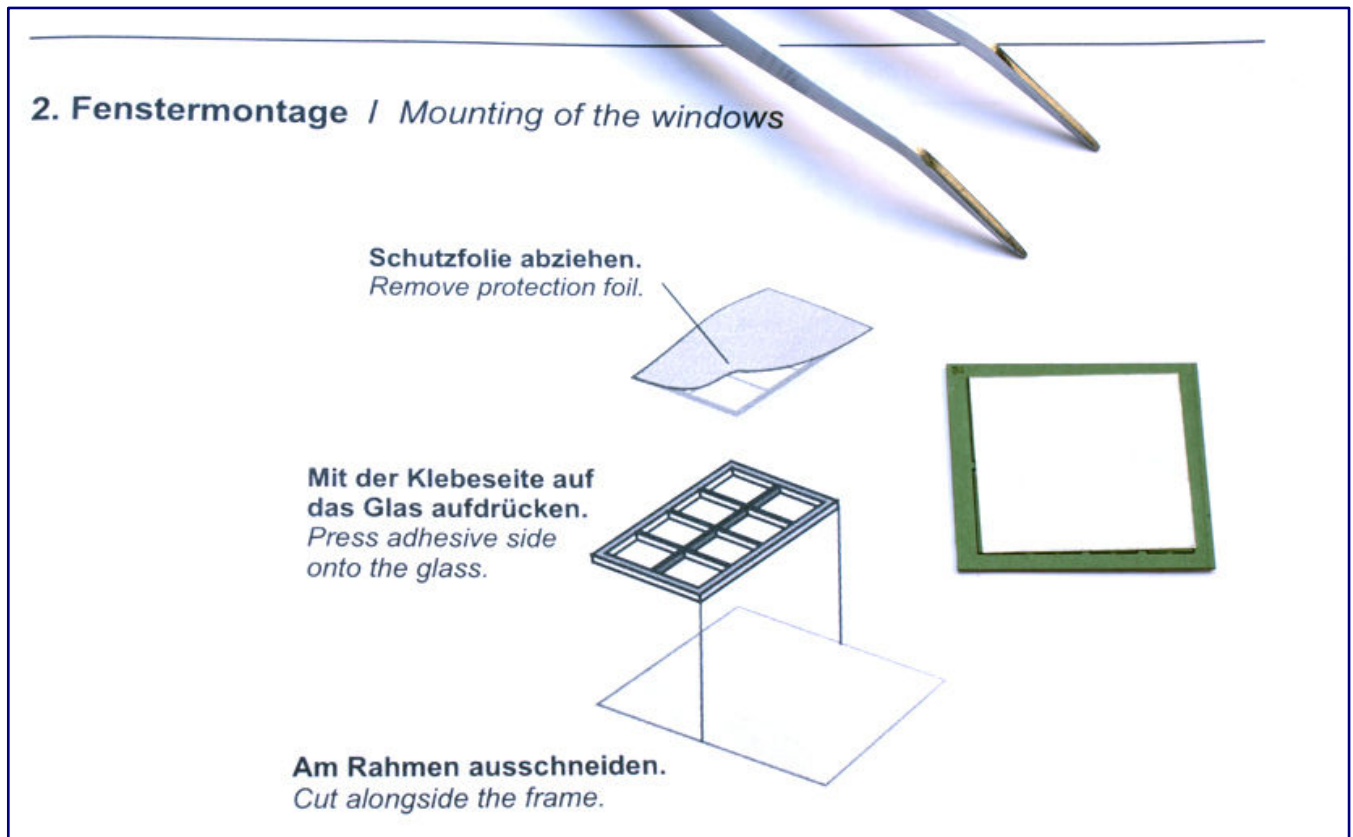 2. Fenstermontage / Mounting of the windows
Schutzfolie abziehen.
Remove protection foil.
Mit der Klebeseite auf
das Glas aufdrücken.
Press adhesive side
onto the glass.
Am Rahmen ausschneiden.
Cut alongside the frame.